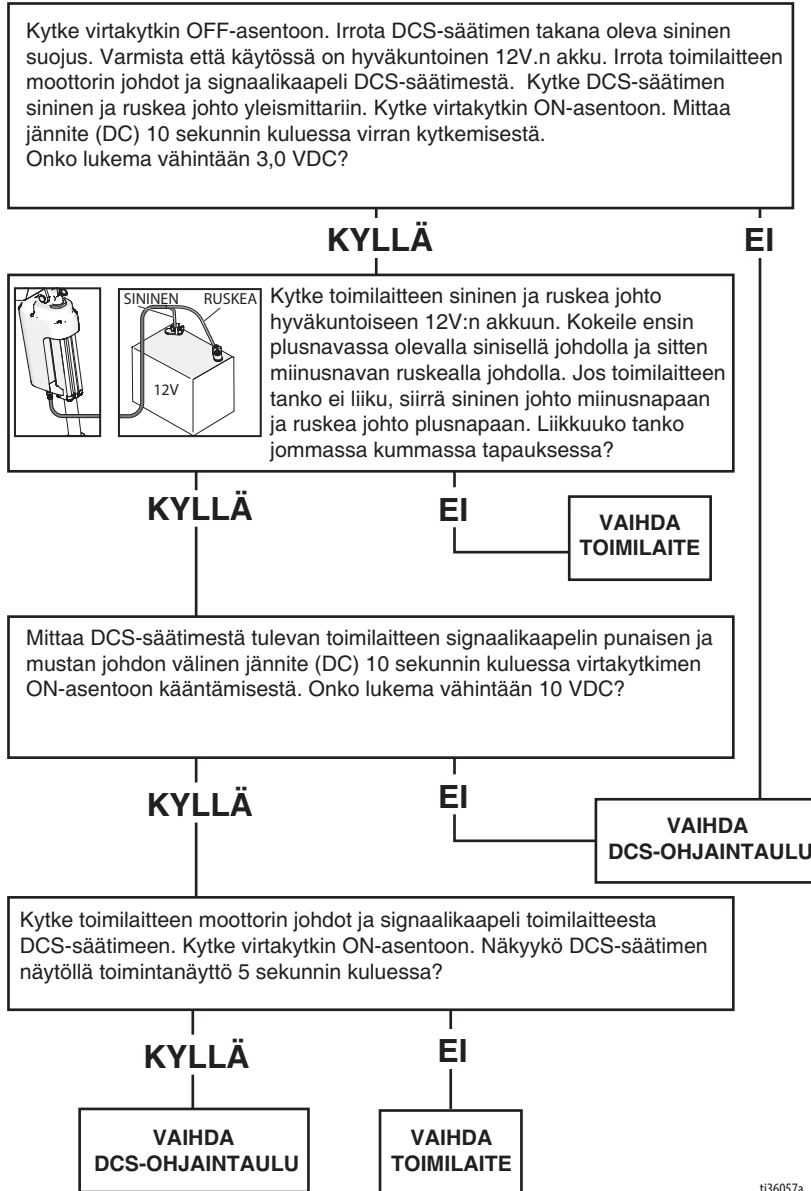 Kytke virtakytkin OFF-asentoon. Irrota DCS-säätimen takana oleva sininen
suojus. Varmista että käytössä on hyväkuntoinen 12V.n akku. Irrota toimilaitteen
moottorin johdot ja signaalikaapeli DCS-säätimestä. Kytke DCS-säätimen
sininen ja ruskea johto yleismittariin. Kytke virtakytkin ON-asentoon. Mittaa
jännite (DC) 10 sekunnin kuluessa virran kytkemisestä.
Onko lukema vähintään 3,0 VDC?
KYLLÄ
EI
SININEN
RUSKEA
12V
Kytke toimilaitteen sininen ja ruskea johto
hyväkuntoiseen 12V:n akkuun. Kokeile ensin
plusnavassa olevalla sinisellä johdolla ja sitten
miinusnavan ruskealla johdolla. Jos toimilaitteen
tanko ei liiku, siirrä sininen johto miinusnapaan
ja ruskea johto plusnapaan. Liikkuuko tanko
jommassa kummassa tapauksessa?
KYLLÄ
EI
VAIHDA
TOIMILAITE
Mittaa DCS-säätimestä tulevan toimilaitteen signaalikaapelin punaisen ja
mustan johdon välinen jännite (DC) 10 sekunnin kuluessa virtakytkimen
ON-asentoon kääntämisestä. Onko lukema vähintään 10 VDC?
KYLLÄ
EI
VAIHDA
DCS-OHJAINTAULU
Kytke toimilaitteen moottorin johdot ja signaalikaapeli toimilaitteesta
DCS-säätimeen. Kytke virtakytkin ON-asentoon. Näkyykö DCS-säätimen
näytöllä toimintanäyttö 5 sekunnin kuluessa?
KYLLÄ
EI
VAIHDA
DCS-OHJAINTAULU
VAIHDA
TOIMILAITE
ti36057a